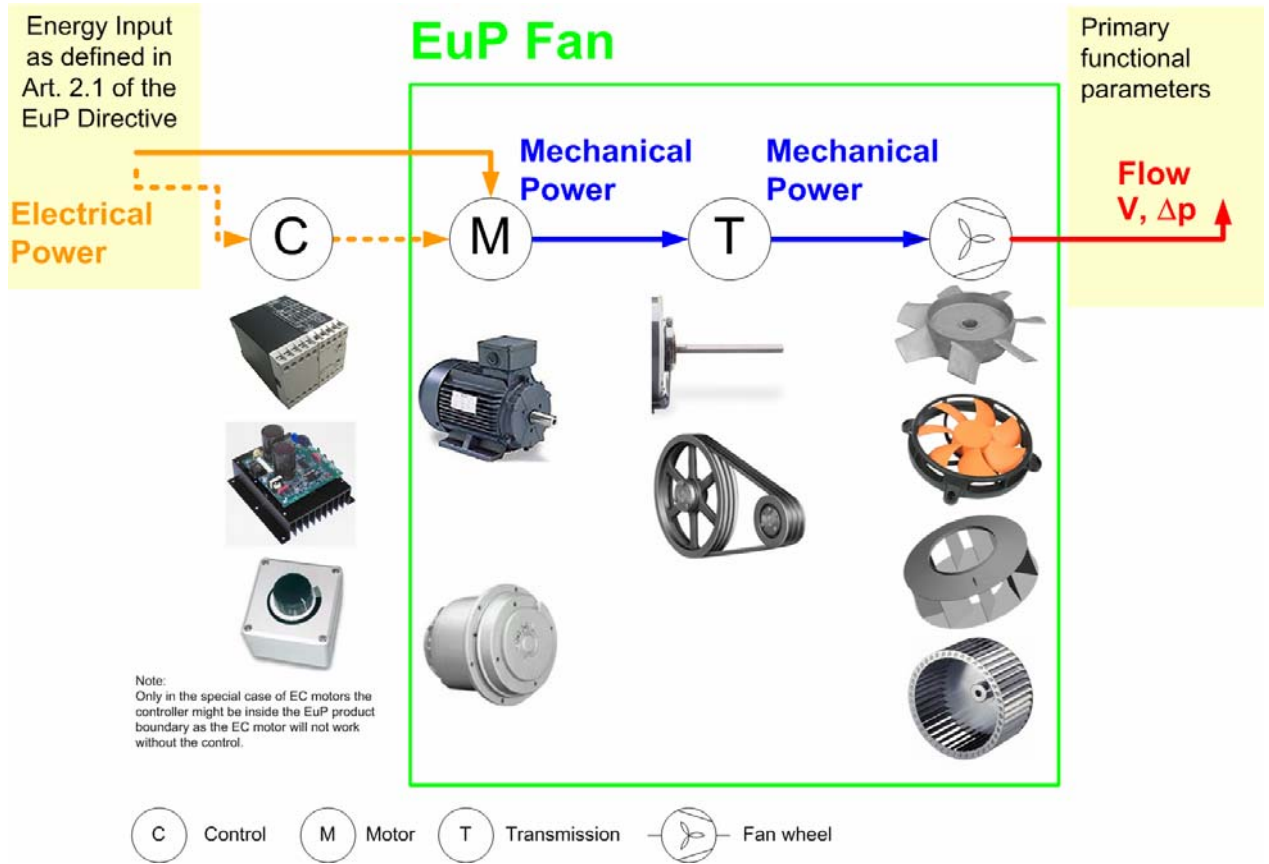 Energy Input
as defined in
Art. 2.1 of the
EuP Directive
EuP Fan
Primary
functional
parameters
Electrical
Power
Mechanical
Power
Mechanical
Power
Flow
V, Δp
C
M
T
Note:
Only in the special case of EC motors the
controller might be inside the EuP product
boundary as the EC motor will not work
without the control.
C Control
M Motor
T Transmission
Fan wheel